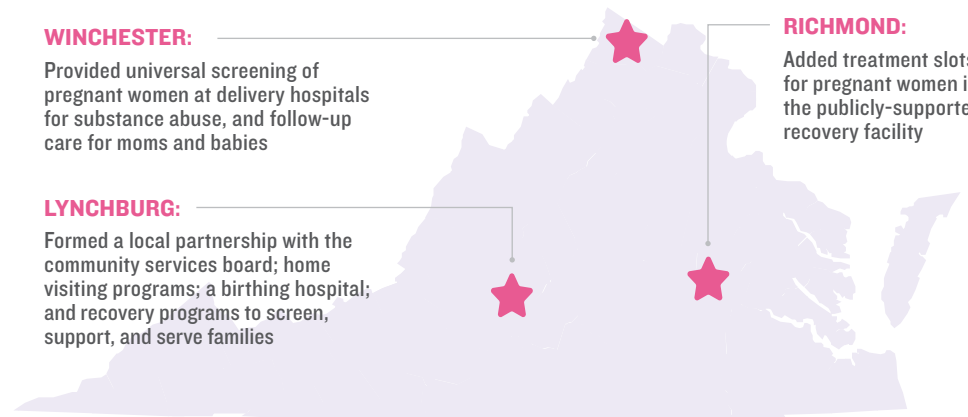 WINCHESTER:
Provided universal screening of
pregnant women at delivery hospitals
for substance abuse, and follow-up
care for moms and babies
LYNCHBURG:
Formed a local partnership with the
community services board; home
visiting programs; a birthing hospital;
and recovery programs to screen,
support, and serve families
RICHMOND:
Added treatment slots
for pregnant women i
the publicly-supporte
recovery facility